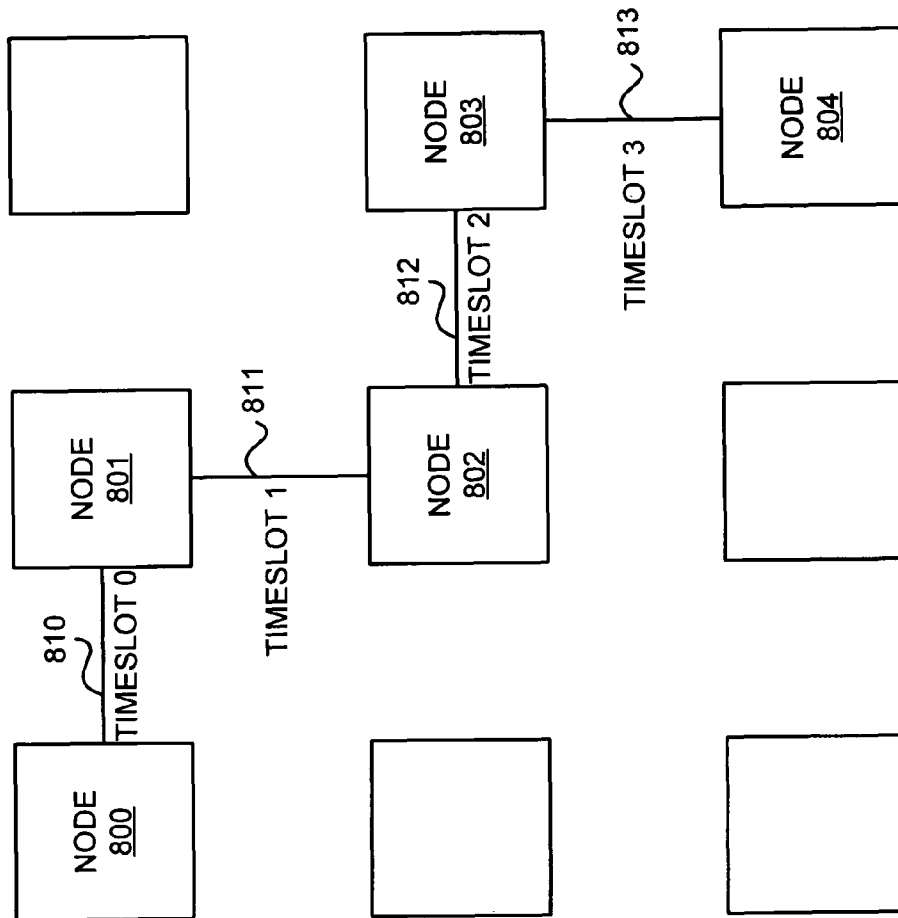 NODE
800
810
TIMESLOT 0
NODE
801
TIMESLOT 1
811
NODE
802
812
TIMESLOT 2
NODE
803
TIMESLOT 3
813
NODE
804